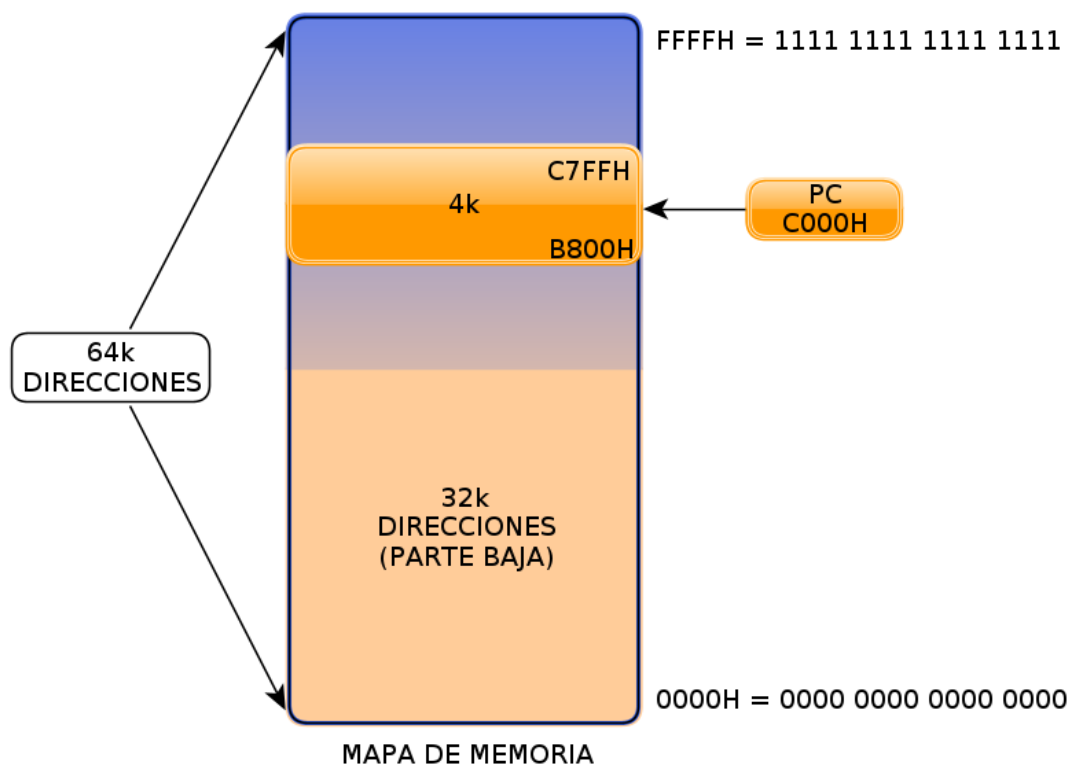 FFFFH = 1111 1111 1111 1111
C7FFH
4k
B800H
PC
C000H
64k
DIRECCIONES
32k
DIRECCIONES
(PARTE BAJA)
0000H = 0000 0000 0000 0000
MAPA DE MEMORIA